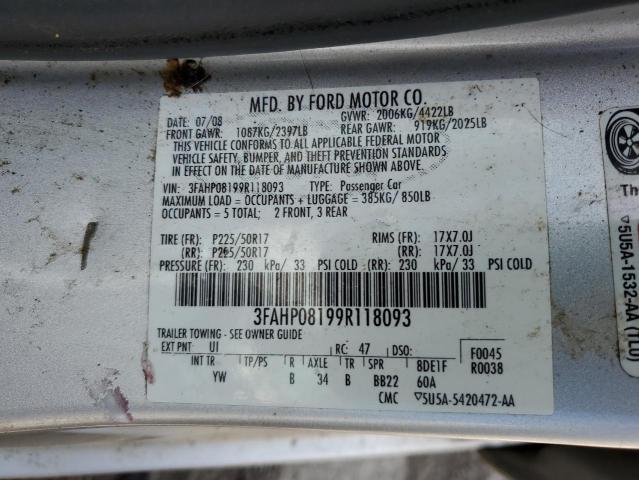 MFD. BY FORD MOTOR CO.
DATE: 07/08 GVWR: 2006KG/4422LB
FRONT GAWR: 1087KG/2397LB REAR GAWR: 919KG/2025LB
THIS VEHICLE CONFORMS TO ALL APPLICABLE FEDERAL MOTOR
VEHICLE SAFETY, BUMPER, AND THEFT PREVENTION STANDARDS
IN EFFECT ON THE DATE OF MANUFACTURE SHOWN ABOVE.
VIN: 3FAHP08199R118093 TYPE: Passenger Car
MAXIMUM LOAD = OCCUPANTS + LUGGAGE = 385KG/ 850LB
OCCUPANTS = 5 TOTAL; 2 FRONT, 3 REAR
TIRE (FR): P225/50R17 RIMS (FR): 17X7.0J
(RR): P225/50R17 (RR): 17X7.0J
PRESSURE (FR): 230 kPa/ 33 PSI COLD (RR): 230 kPa/ 33 PSI COLD
3FAHP08199R118093
TRAILER TOWING - SEE OWNER GUIDE
EXT PNT: UI RC: 47 DSO: F0045
INT TR TP/PS R AXLE TR SPR 8DE1F R0038
YW B 34 B BB22 60A
CMC ▽5U5A-5420472-AA
Th
▽5U5A-1532-AA (TLU)